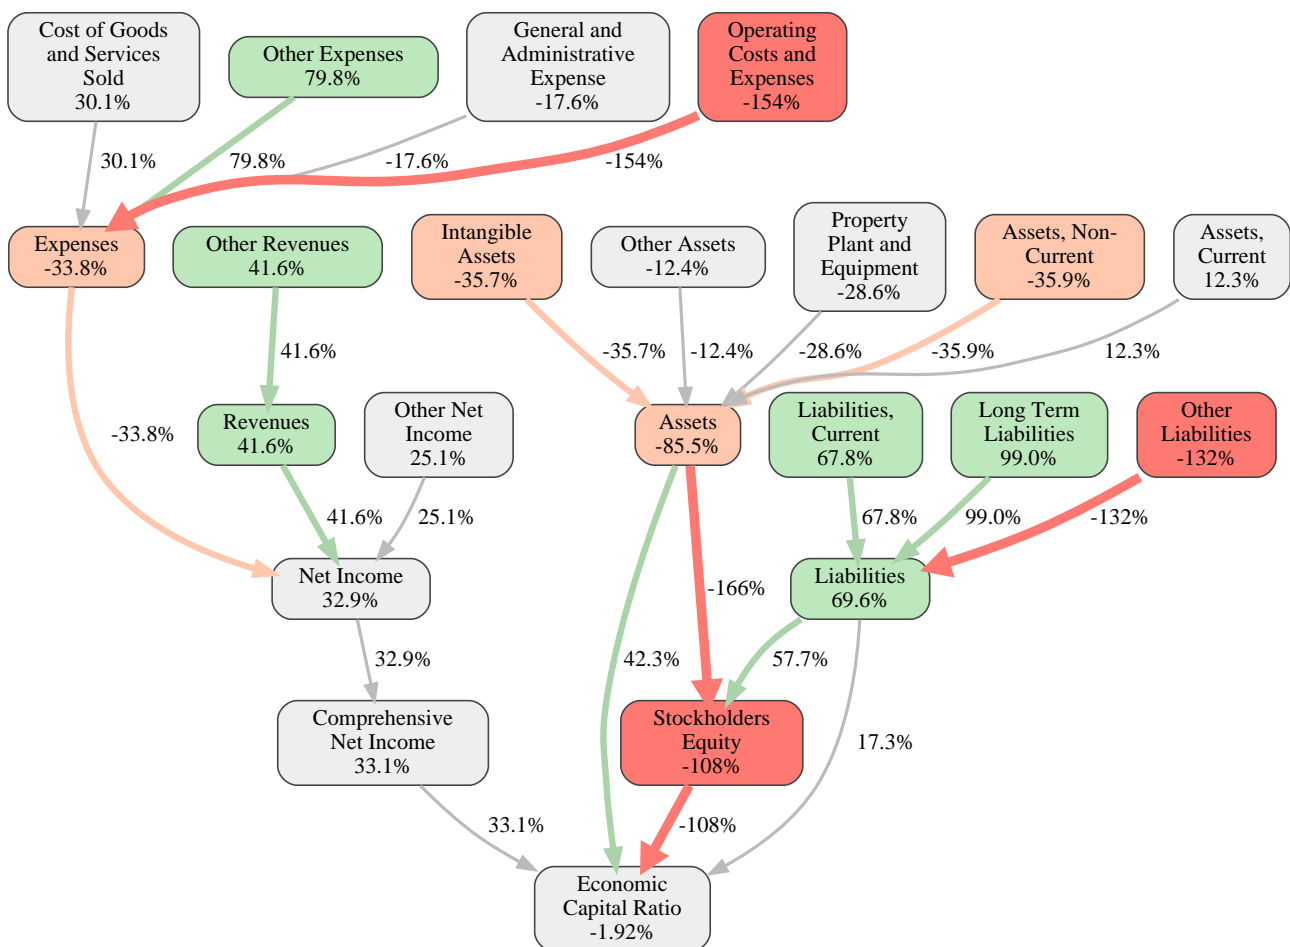 Cost of Goods
and Services
Sold
30.1%
Other Expenses
79.8%
General and
Administrative
Expense
-17.6%
Operating
Costs and
Expenses
-154%
30.1%
79.8%
-17.6%
-154%
Expenses
-33.8%
Other Revenues
41.6%
Intangible
Assets
-35.7%
Other Assets
-12.4%
Property
Plant and
Equipment
-28.6%
Assets, Non-
Current
-35.9%
Assets,
Current
12.3%
41.6%
-35.7%
-12.4%
-28.6%
-35.9%
12.3%
-33.8%
Revenues
41.6%
Other Net
Income
25.1%
Assets
-85.5%
Liabilities,
Current
67.8%
Long Term
Liabilities
99.0%
Other
Liabilities
-132%
41.6%
25.1%
67.8%
99.0%
-132%
Net Income
32.9%
-166%
Liabilities
69.6%
32.9%
42.3%
57.7%
Comprehensive
Net Income
33.1%
Stockholders
Equity
-108%
17.3%
33.1%
-108%
Economic
Capital Ratio
-1.92%